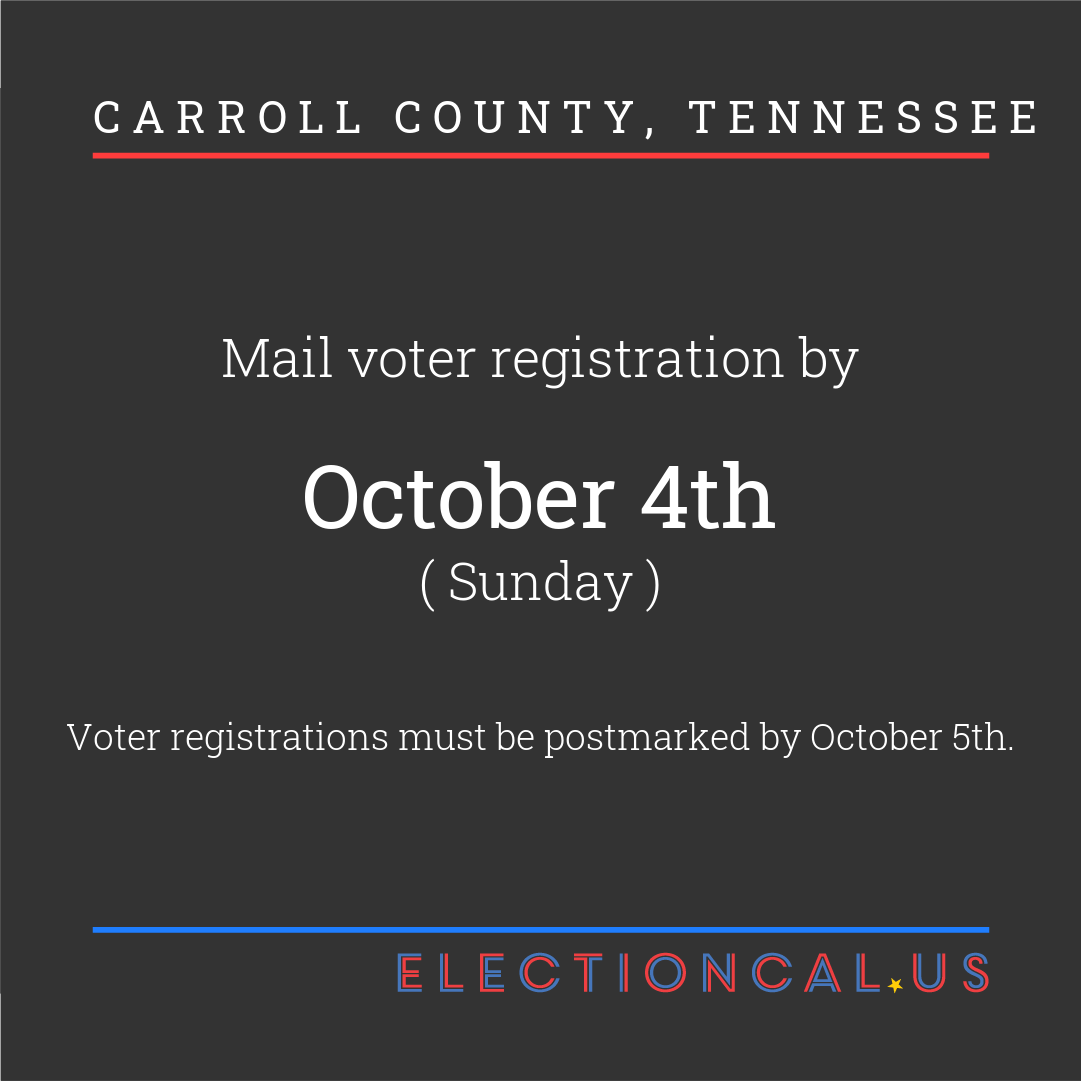 CARROLL COUNTY, TENNESSEE
Mail voter registration by
October 4th
( Sunday )
Voter registrations must be postmarked by October 5th.
ELECTIONCAL.US